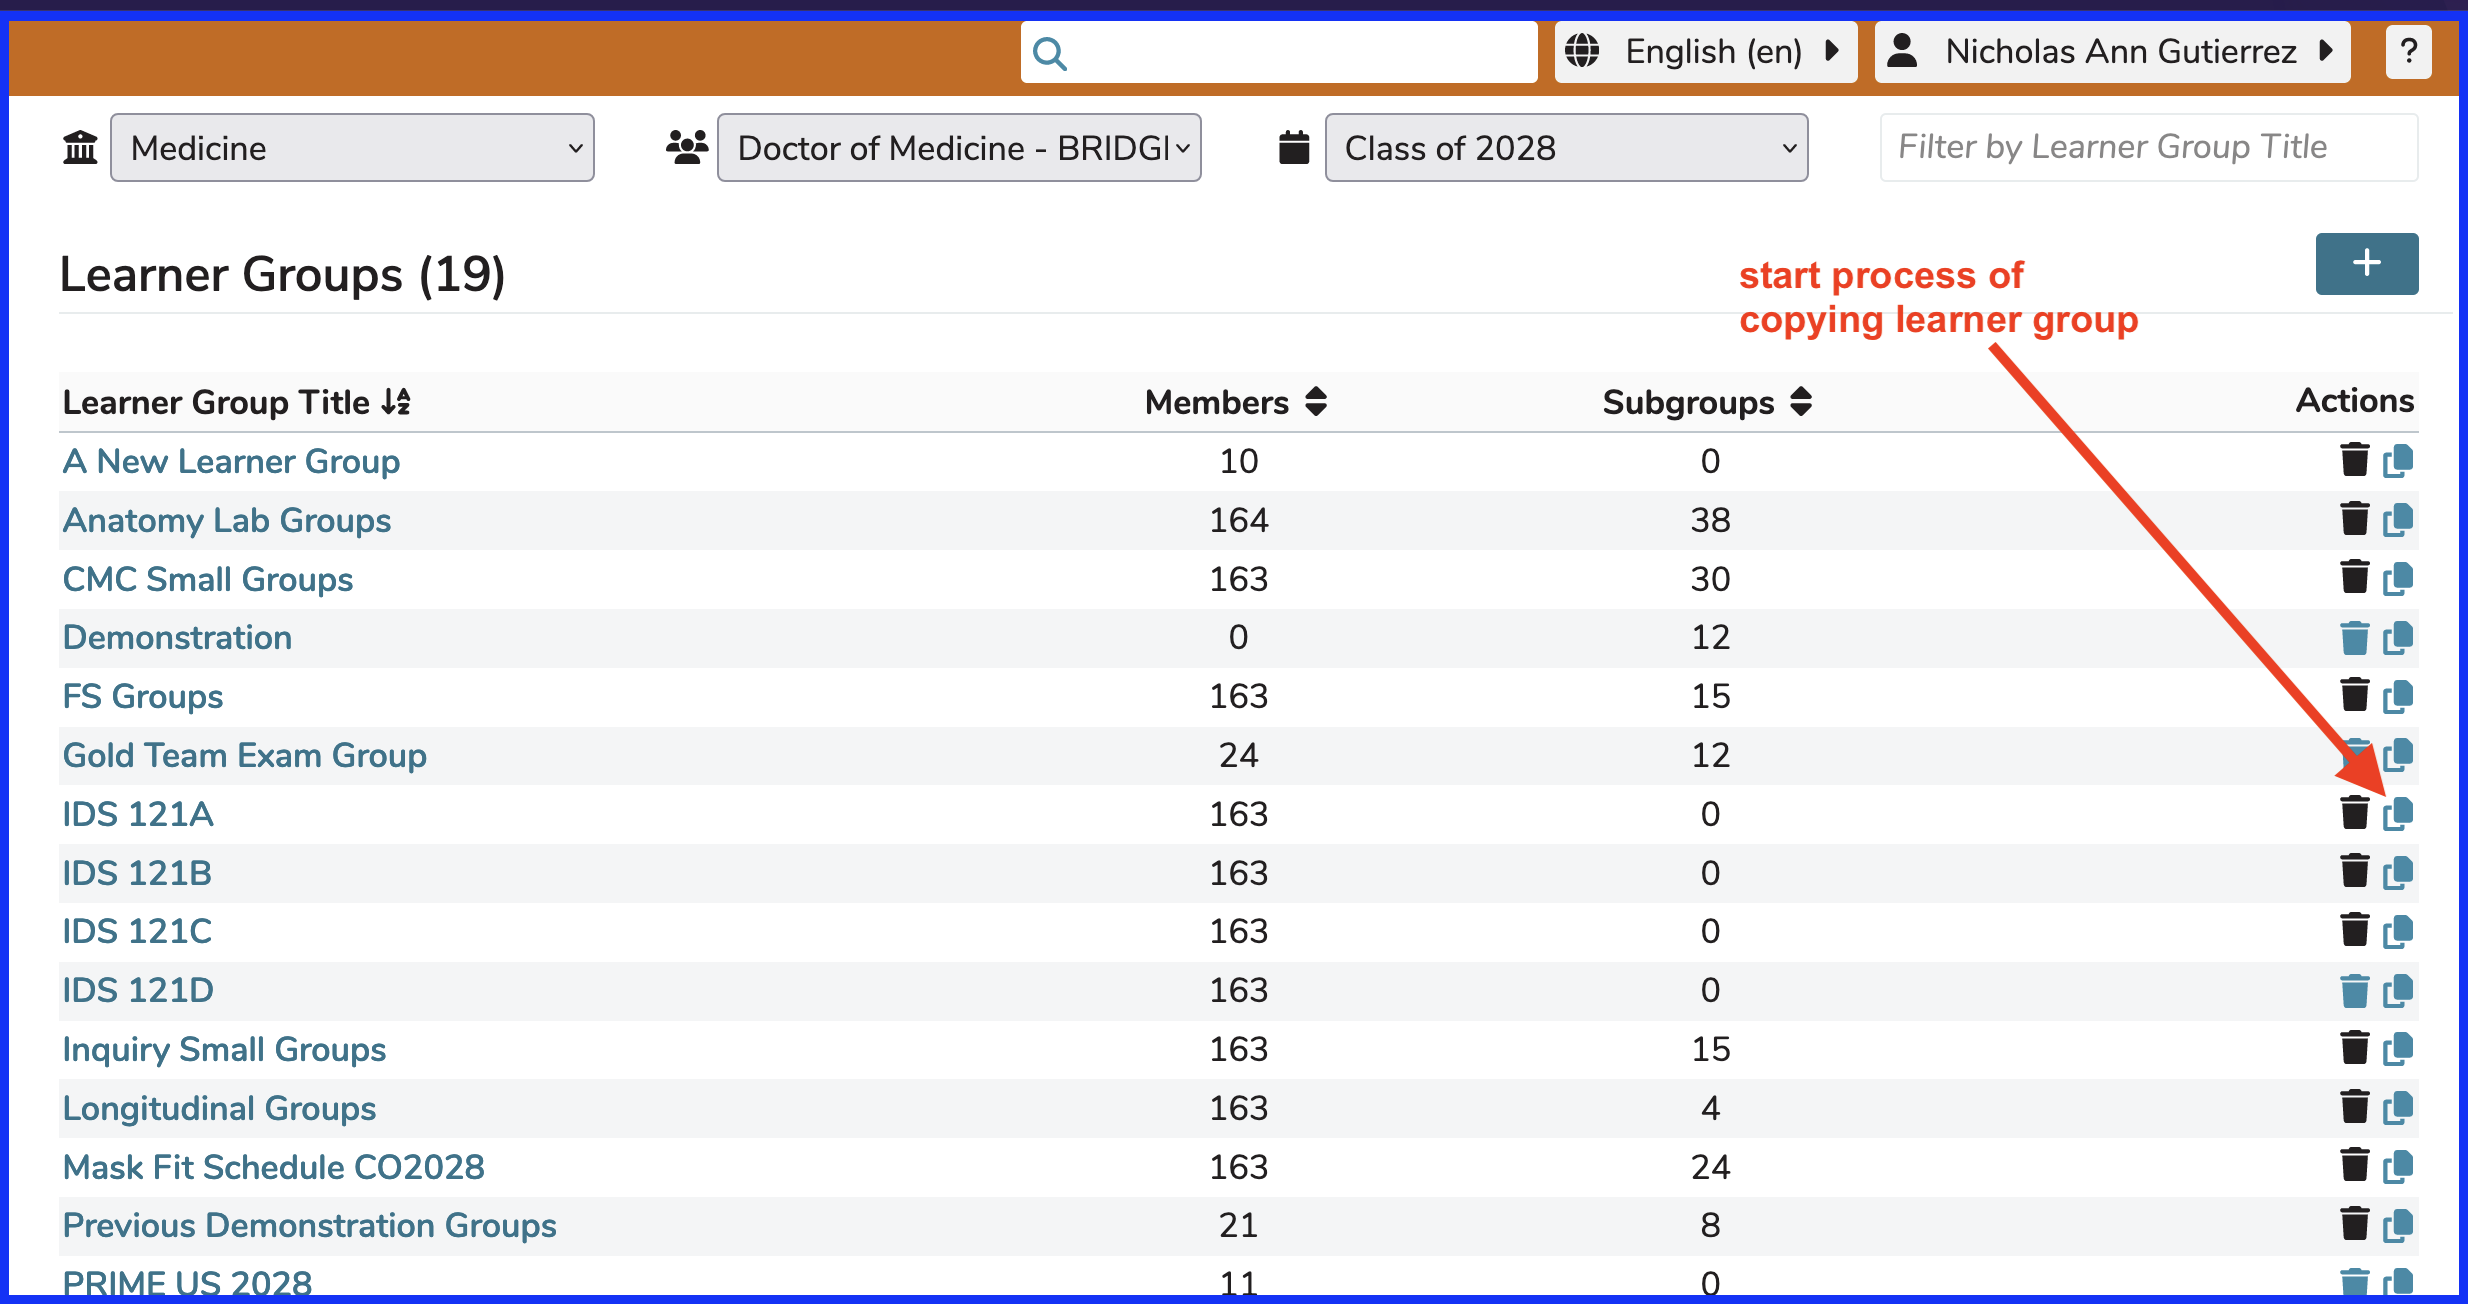 English (en) Nicholas Ann Gutierrez ?
Medicine Doctor of Medicine - BRIDGI Class of 2028 Filter by Learner Group Title
Learner Groups (19) +
start process of
copying learner group
Learner Group Title Members Subgroups Actions
A New Learner Group 10 0
Anatomy Lab Groups 164 38
CMC Small Groups 163 30
Demonstration 0 12
FS Groups 163 15
Gold Team Exam Group 24 12
IDS 121A 163 0
IDS 121B 163 0
IDS 121C 163 0
IDS 121D 163 0
Inquiry Small Groups 163 15
Longitudinal Groups 163 4
Mask Fit Schedule CO2028 163 24
Previous Demonstration Groups 21 8
PRIME US 2028 11 0